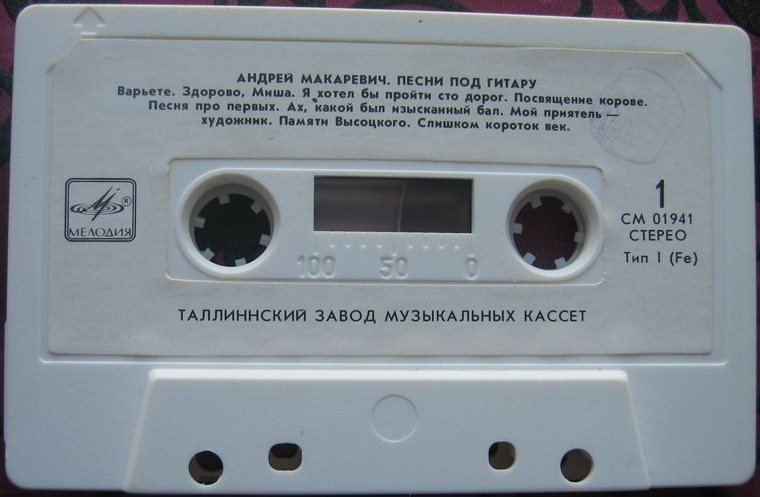 АНДРЕЙ МАКАРЕВИЧ. ПЕСНИ ПОД ГИТАРУ
Варьете. Здорово, Миша. Я хотел бы пройти сто дорог. Посвящение корове.
Песня про первых. Ах, какой был изысканный бал. Мой приятель —
художник. Памяти Высоцкого. Слишком короток век.
МЕЛОДИЯ
®
1
СМ 01941
СТЕРЕО
Тип I (Fe)
100 50 0
ТАЛЛИННСКИЙ ЗАВОД МУЗЫКАЛЬНЫХ КАССЕТ